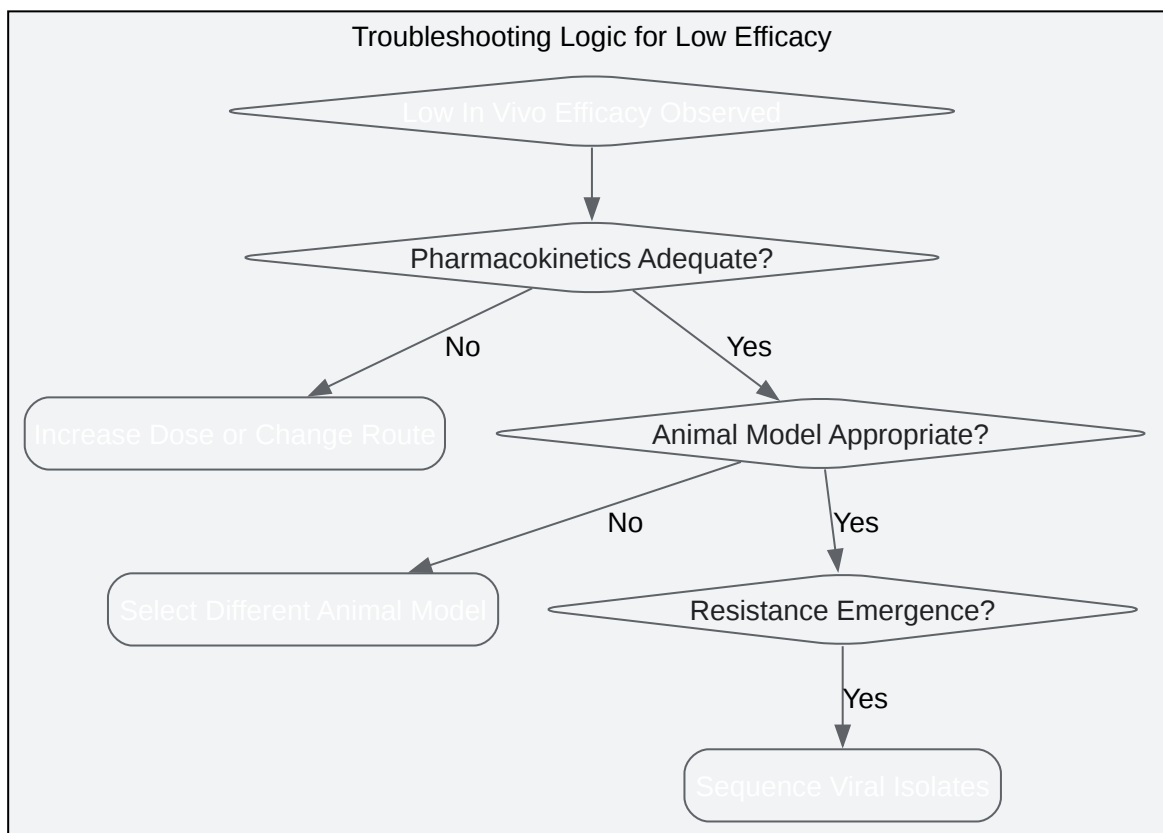 Troubleshooting Logic for Low Efficacy
Low In Vivo Efficacy Observed
Pharmacokinetics Adequate?
No
Yes
Increase Dose or Change Route
Animal Model Appropriate?
No
Yes
Select Different Animal Model
Resistance Emergence?
Yes
Sequence Viral Isolates